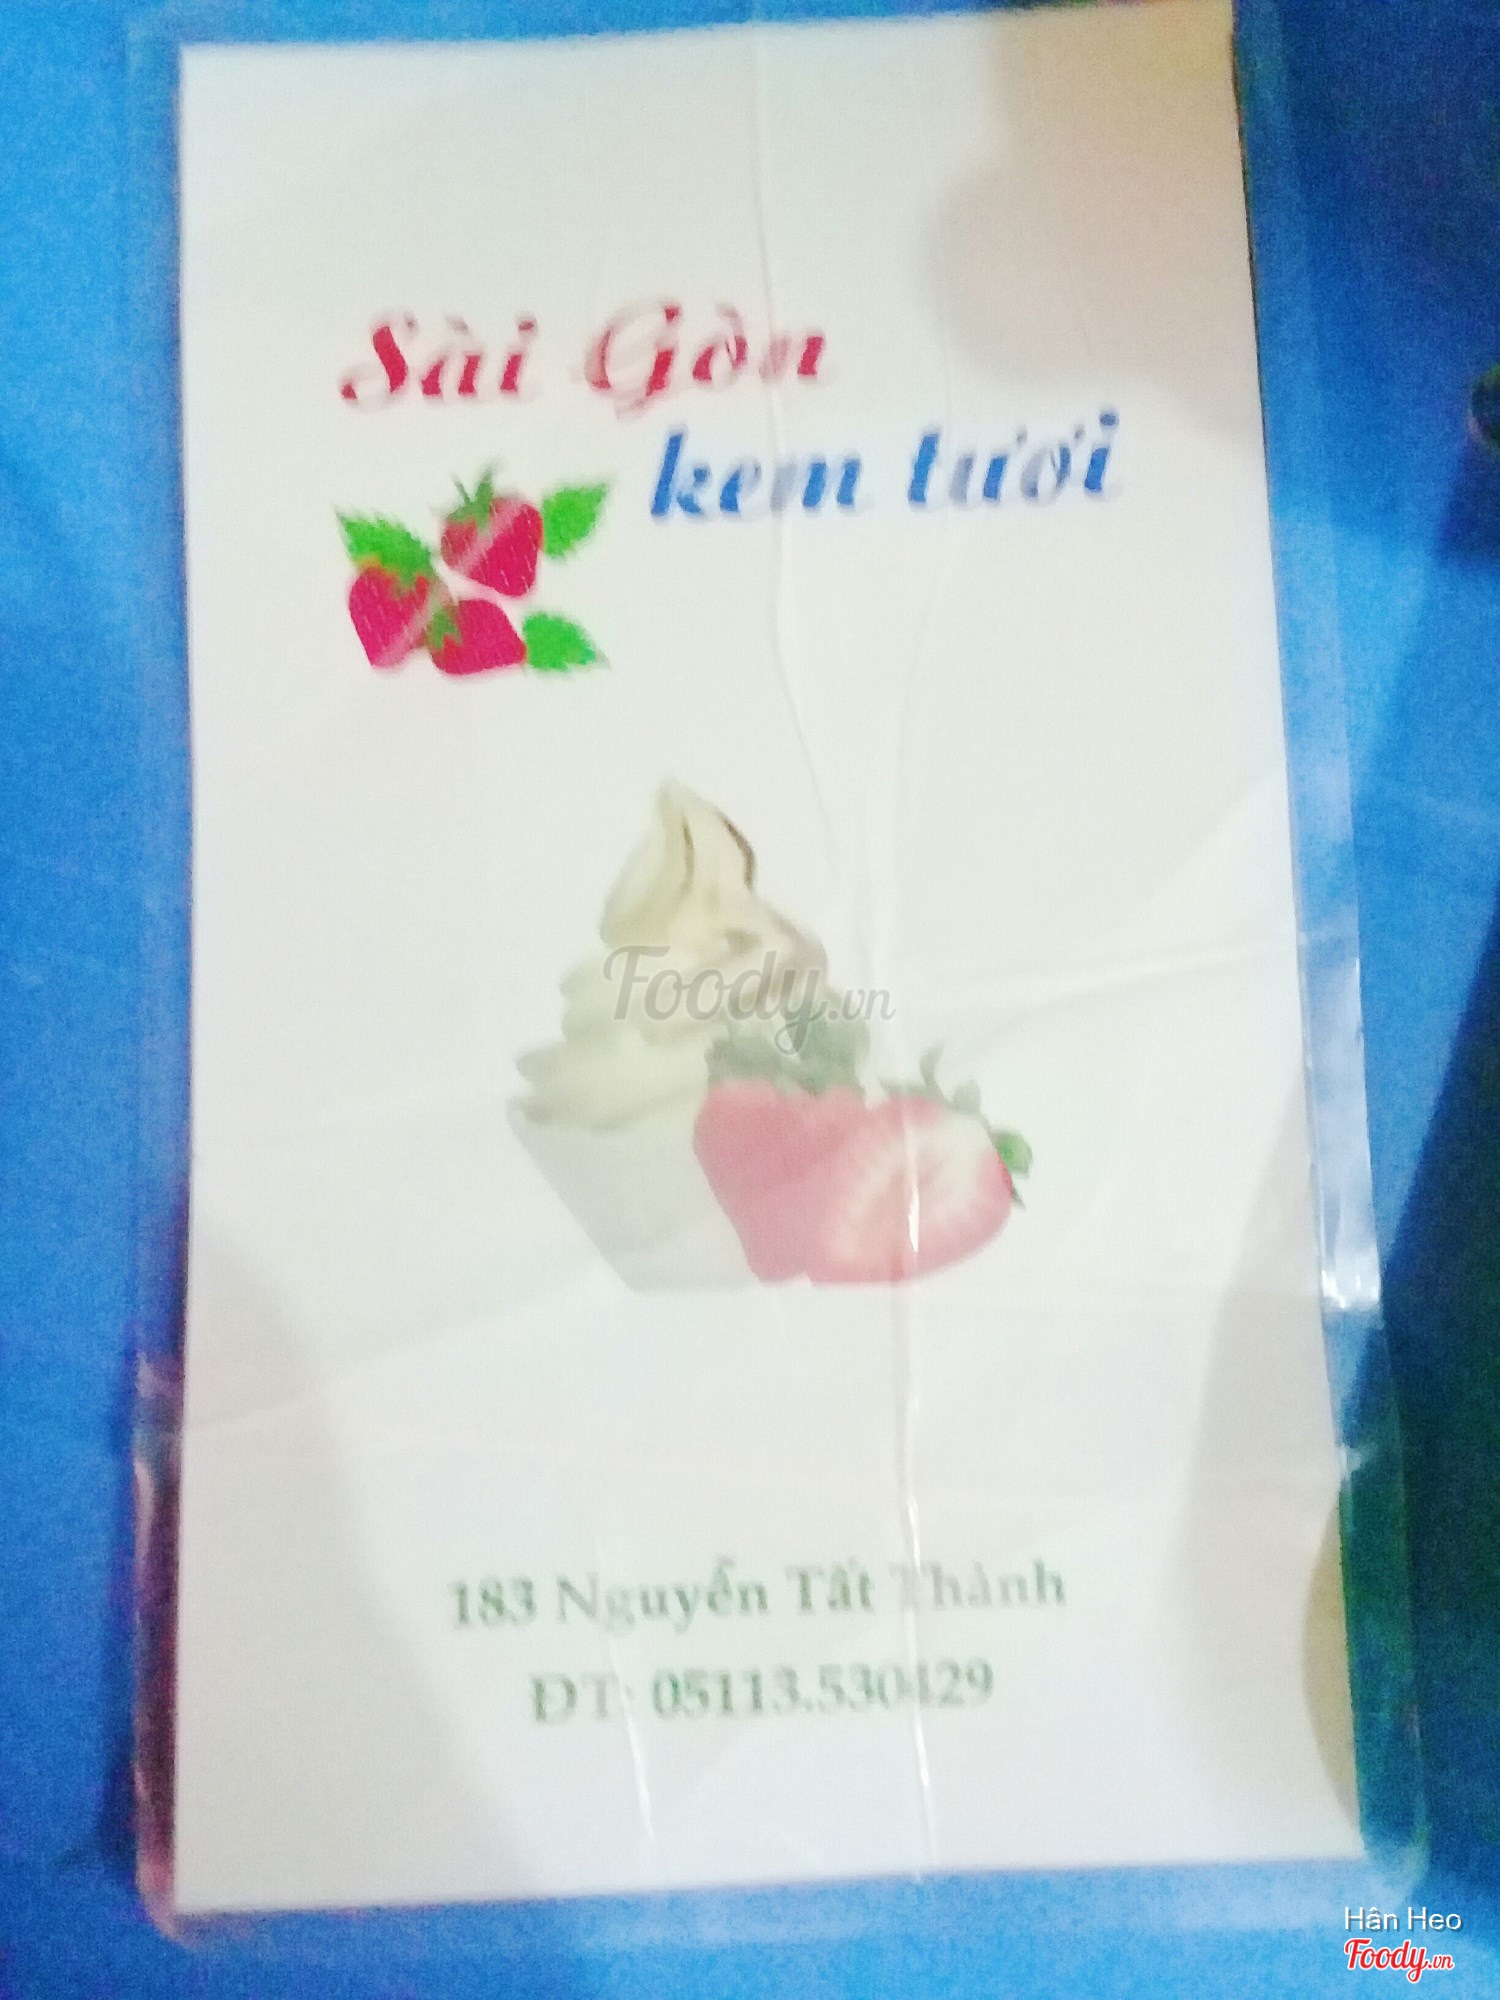 Sài Gòn
kem tươi
Foody.vn
183 Nguyễn Tất Thành
ĐT: 05113.530429
Hân Heo
Foody.vn